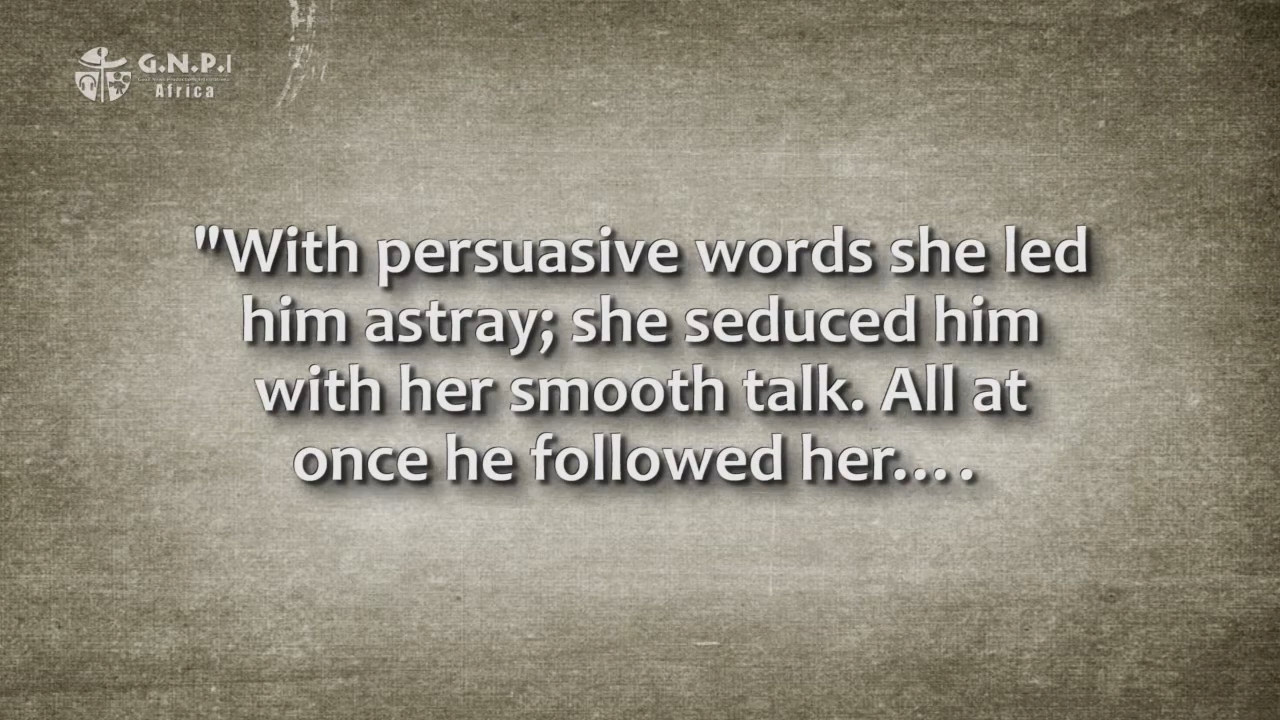 G.N.P.I
Africa
"With persuasive words she led
him astray; she seduced him
with her smooth talk. All at
once he followed her....